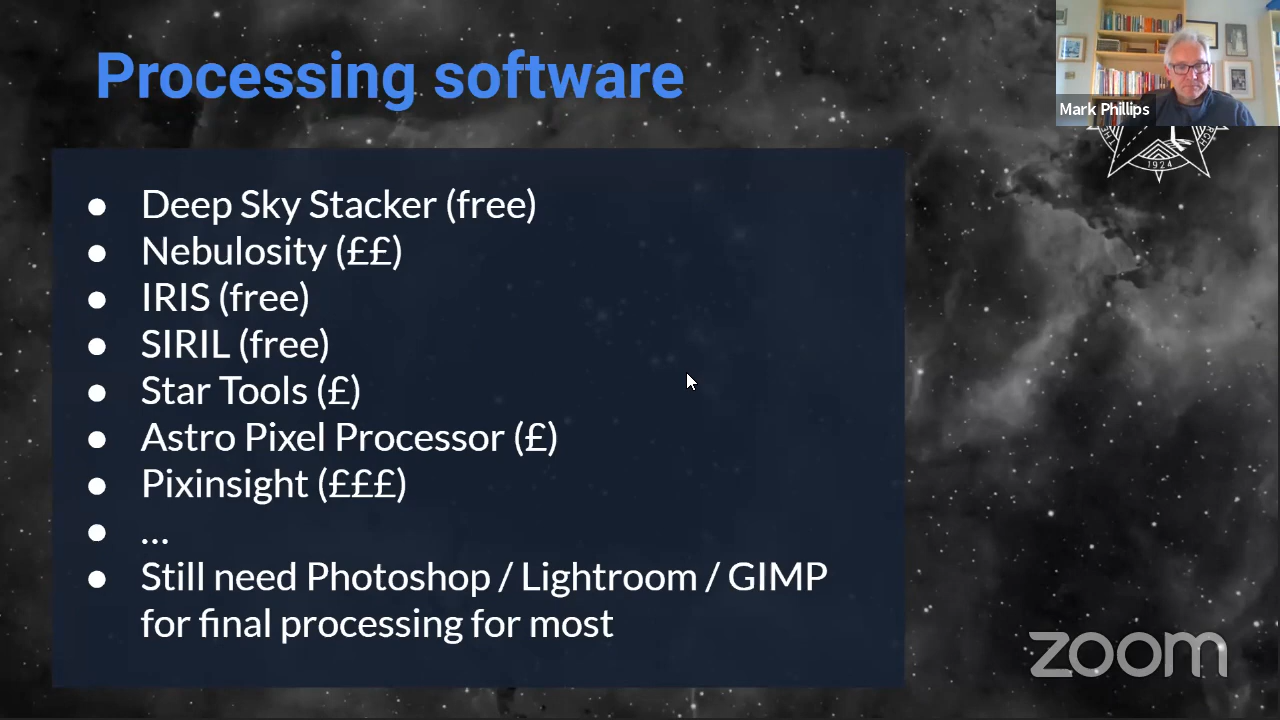 Processing software
Mark Phillips
1924
● Deep Sky Stacker (free)
● Nebulosity (££)
● IRIS (free)
● SIRIL (free)
● Star Tools (£)
● Astro Pixel Processor (£)
● Pixinsight (£££)
● ...
● Still need Photoshop / Lightroom / GIMP
for final processing for most
zoom